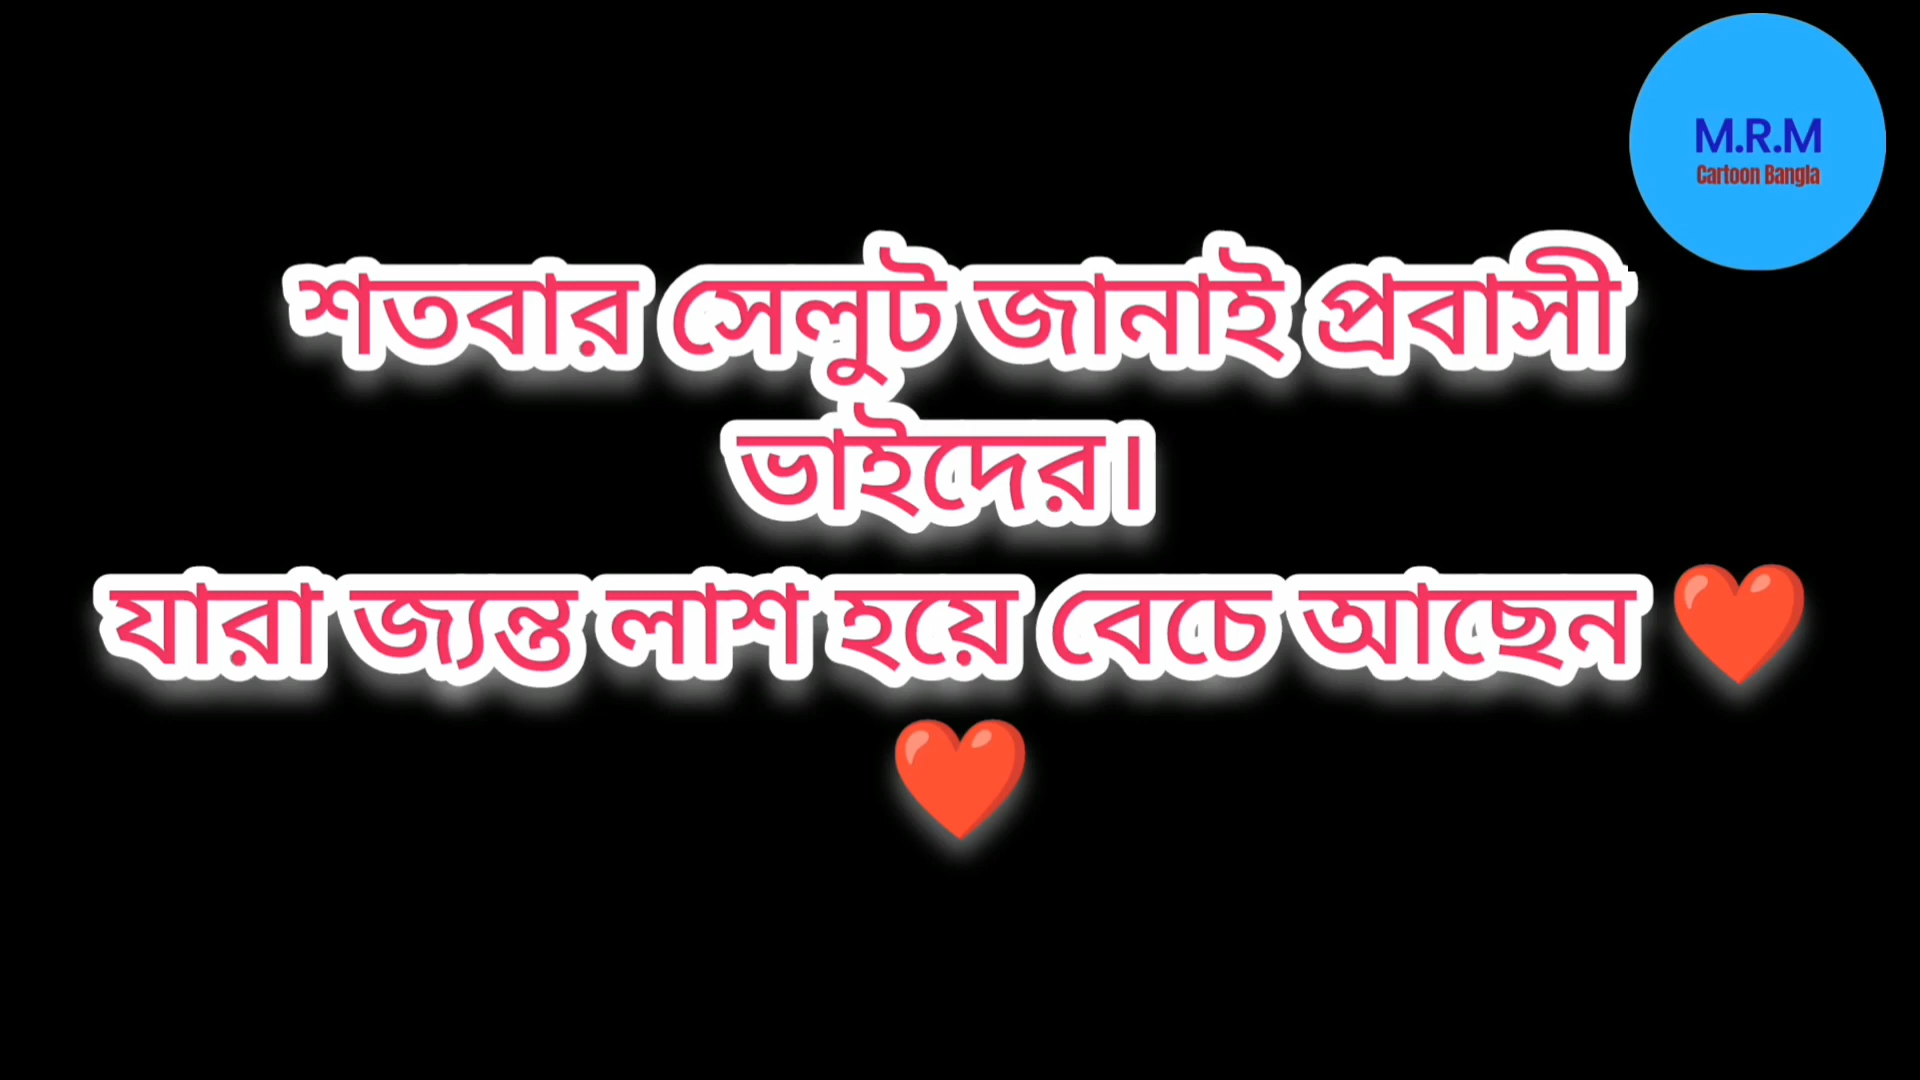 M.R.M
Cartoon Bangla
শতবার সেলুট জানাই প্রবাসী
ভাইদের।
যারা জ্যন্ত লাশ হয়ে বেচে আছেন ❤️
❤️